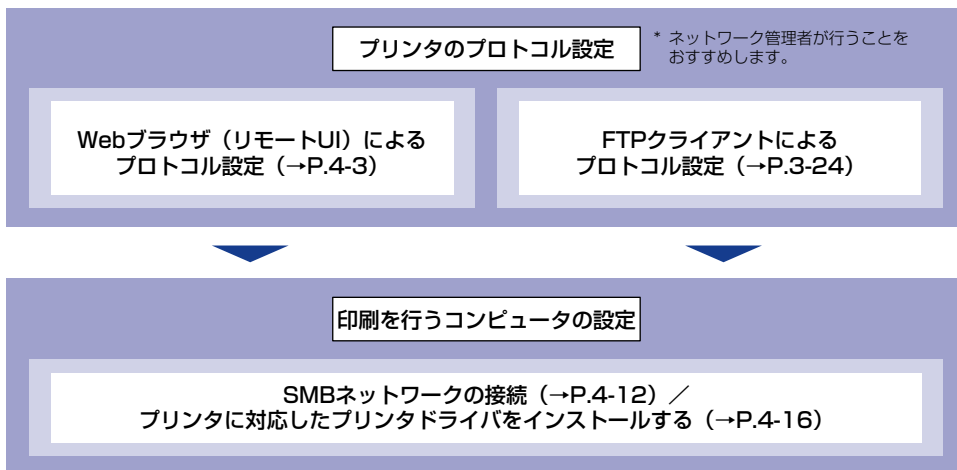 プリンタのプロトコル設定
* ネットワーク管理者が行うことを
おすすめします。
Webブラウザ（リモートUI）による
プロトコル設定（→P.4-3）
FTPクライアントによる
プロトコル設定（→P.3-24）
印刷を行うコンピュータの設定
SMBネットワークの接続（→P.4-12）／
プリンタに対応したプリンタドライバをインストールする（→P.4-16）